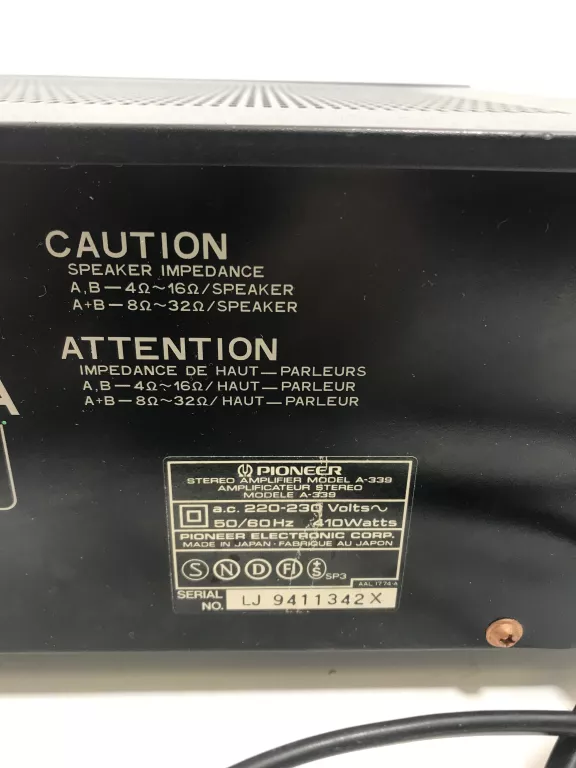 CAUTION
SPEAKER IMPEDANCE
A,B—4Ω~16Ω/SPEAKER
A+B—8Ω~32Ω/SPEAKER
ATTENTION
IMPEDANCE DE HAUT—PARLEURS
A,B—4Ω~16Ω/HAUT—PARLEUR
A+B—8Ω~32Ω/HAUT—PARLEUR
A
PIONEER
STEREO AMPLIFIER MODEL A-339
AMPLIFICATEUR STEREO
MODELE A-339
a.c. 220-230 Volts~
50/60Hz 410Watts
PIONEER ELECTRONIC CORP.
MADE IN JAPAN·FABRIQUE AU JAPON
S N D FI ±S SP3
AAL1774-A
SERIAL NO. LJ 9411342X